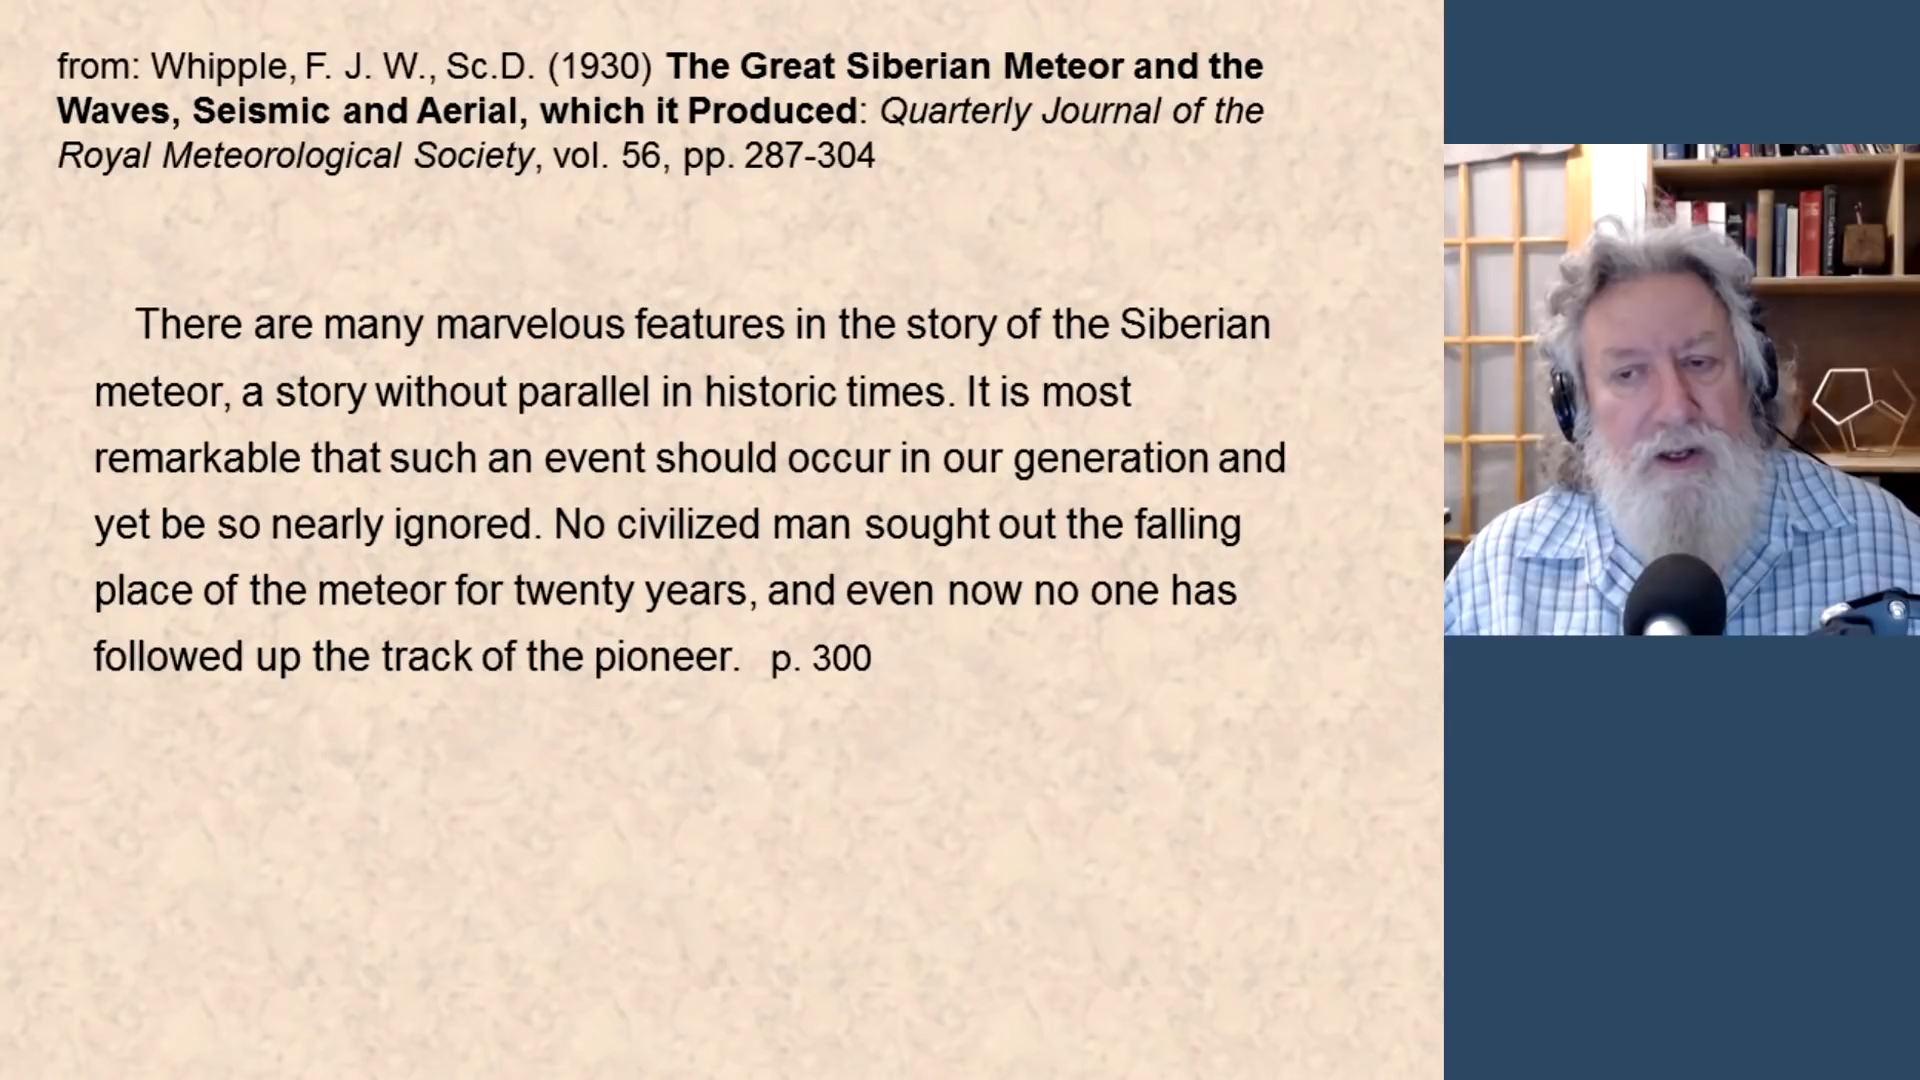 from: Whipple, F. J. W., Sc.D. (1930) The Great Siberian Meteor and the
Waves, Seismic and Aerial, which it Produced: Quarterly Journal of the
Royal Meteorological Society, vol. 56, pp. 287-304
There are many marvelous features in the story of the Siberian
meteor, a story without parallel in historic times. It is most
remarkable that such an event should occur in our generation and
yet be so nearly ignored. No civilized man sought out the falling
place of the meteor for twenty years, and even now no one has
followed up the track of the pioneer. p. 300